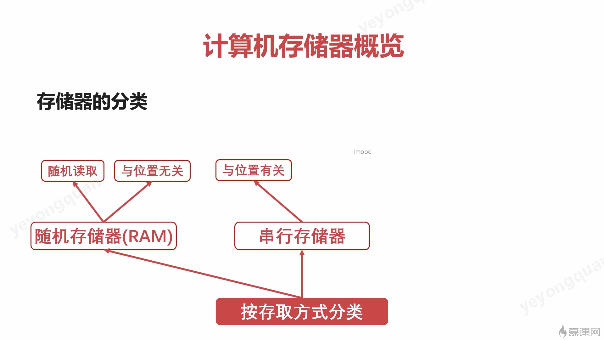 计算机存储器概览
存储器的分类
imooc
随机读取 与位置无关 与位置有关
随机存储器(RAM) 串行存储器
按存取方式分类
慕课网
yeyongquan
yeyongquan
yeyongquan